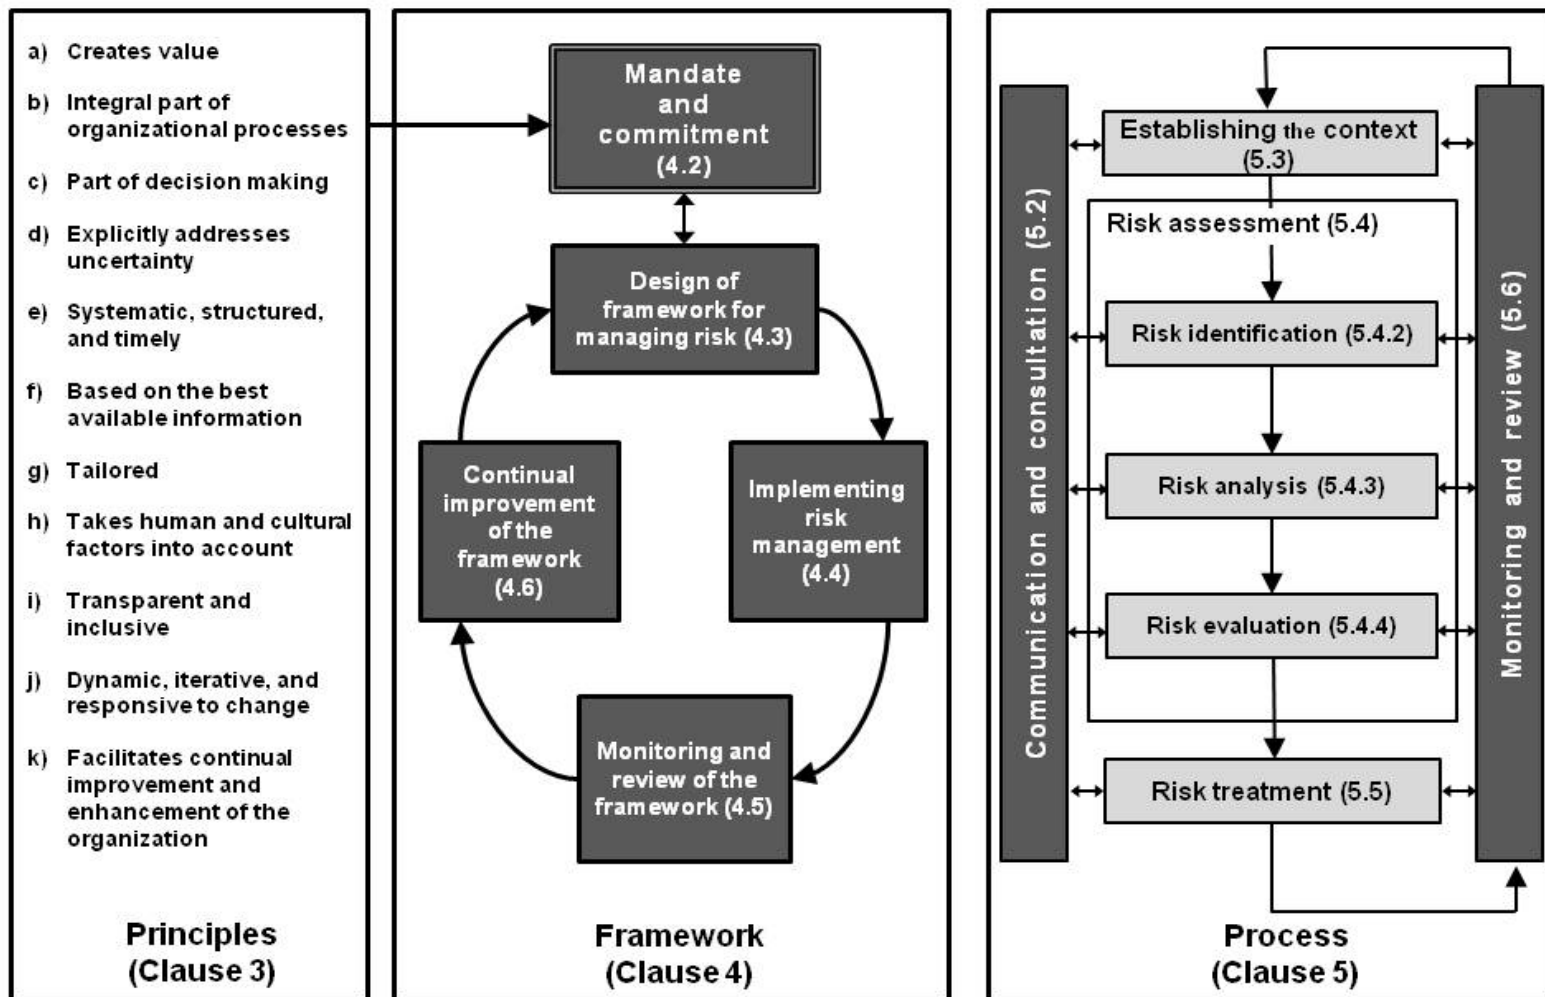 a) Creates value
b) Integral part of
organizational processes
c) Part of decision making
d) Explicitly addresses
uncertainty
e) Systematic, structured,
and timely
f) Based on the best
available information
g) Tailored
h) Takes human and cultural
factors into account
i) Transparent and
inclusive
j) Dynamic, iterative, and
responsive to change
k) Facilitates continual
improvement and
enhancement of the
organization
Principles
(Clause 3)
Mandate
and
commitment
(4.2)
Design of
framework for
managing risk (4.3)
Implementing
risk
management
(4.4)
Monitoring and
review of the
framework (4.5)
Continual
improvement
of the
framework
(4.6)
Framework
(Clause 4)
Communication and consultation (5.2)
Establishing the context
(5.3)
Risk assessment (5.4)
Risk identification (5.4.2)
Risk analysis (5.4.3)
Risk evaluation (5.4.4)
Risk treatment (5.5)
Monitoring and review (5.6)
Process
(Clause 5)